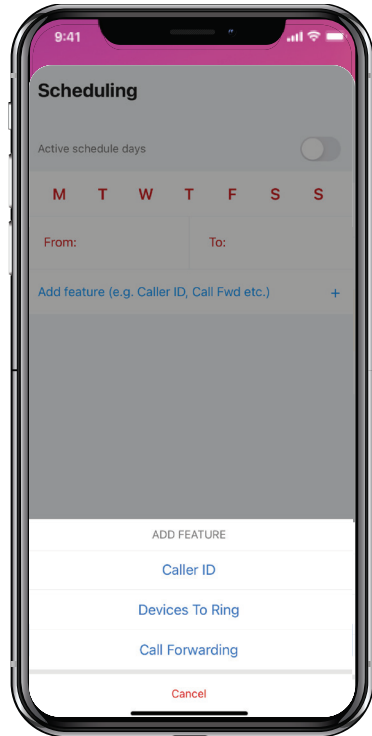 9:41
Scheduling
Active schedule days
M T W T F S S
From: To:
Add feature (e.g. Caller ID, Call Fwd etc.) +
ADD FEATURE
Caller ID
Devices To Ring
Call Forwarding
Cancel